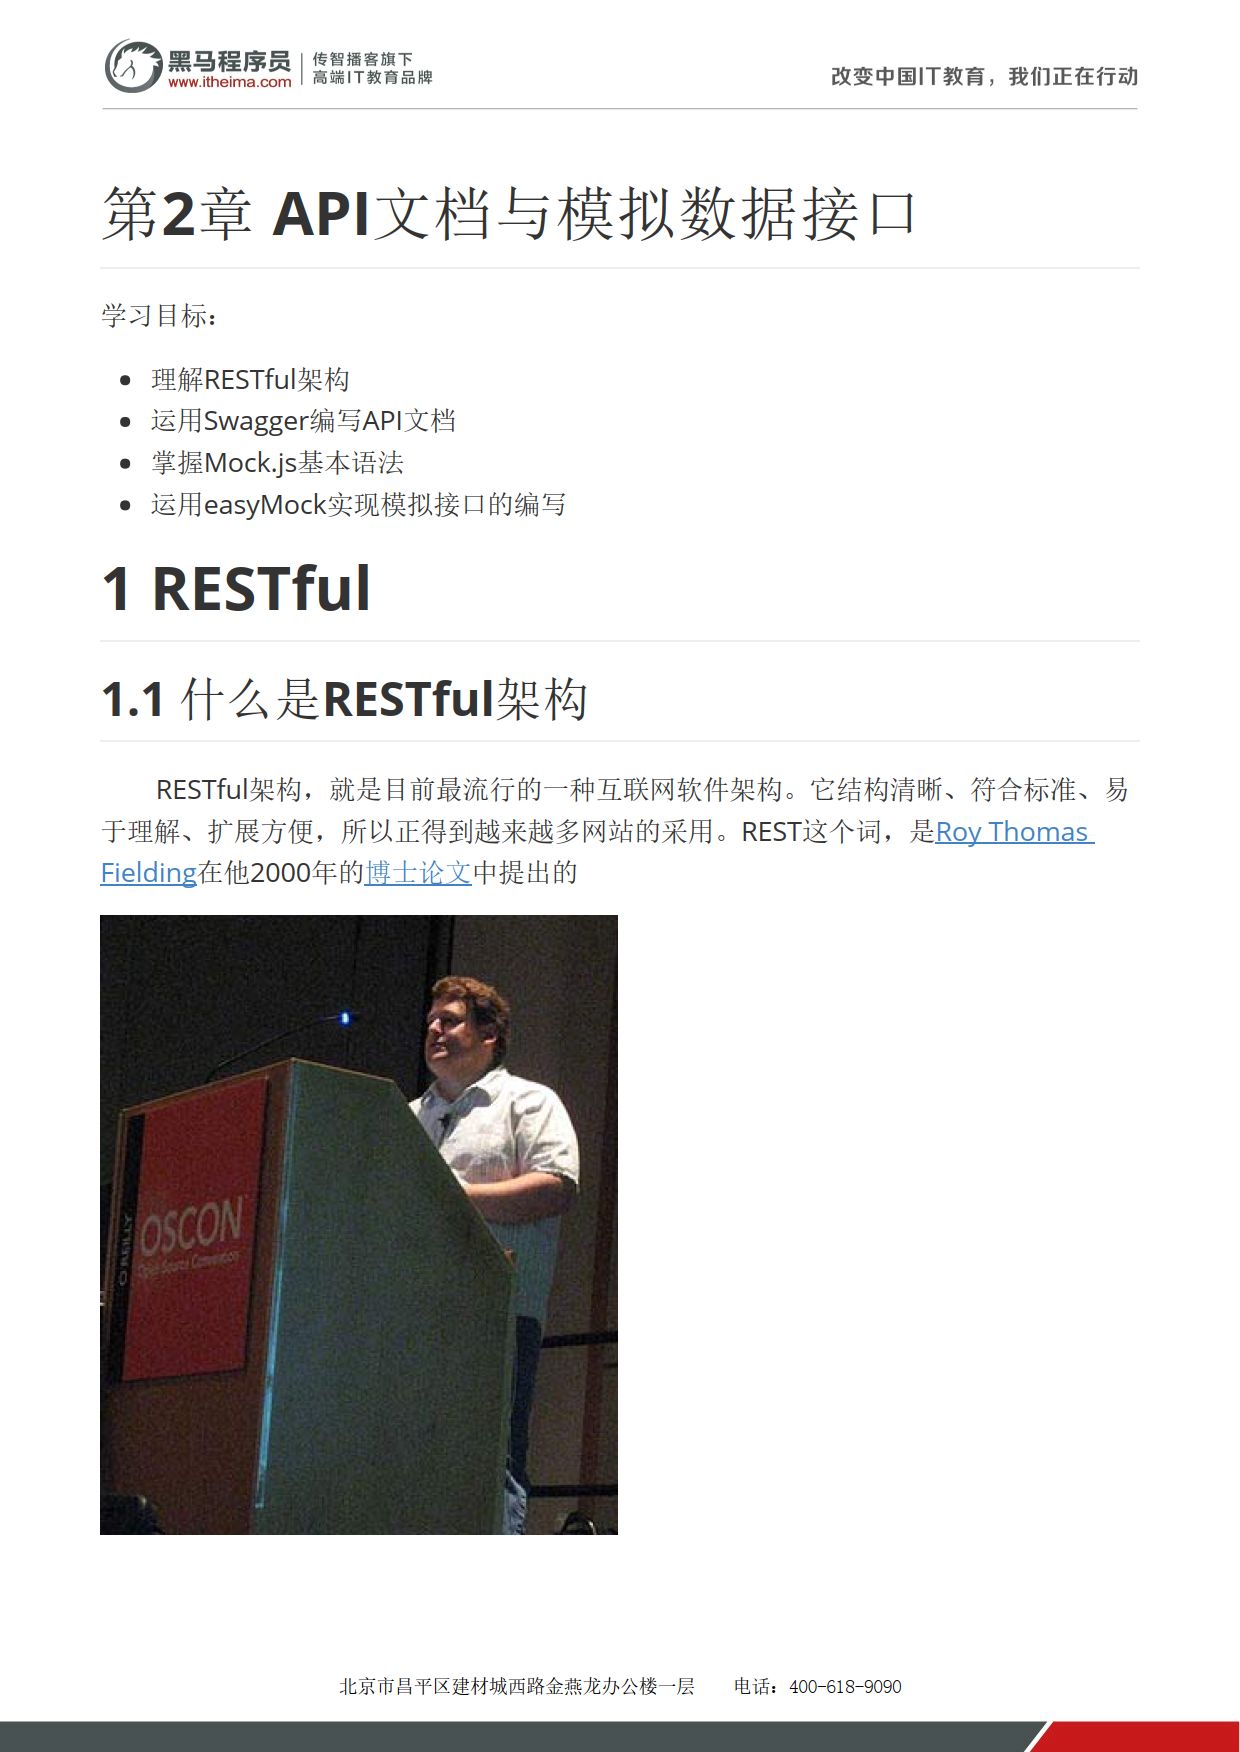 黑马程序员
www.itheima.com
传智播客旗下
高端IT教育品牌
改变中国IT教育，我们正在行动
第2章 API文档与模拟数据接口
学习目标：
理解RESTful架构
运用Swagger编写API文档
掌握Mock.js基本语法
运用easyMock实现模拟接口的编写
1 RESTful
1.1 什么是RESTful架构
RESTful架构，就是目前最流行的一种互联网软件架构。它结构清晰、符合标准、易
于理解、扩展方便，所以正得到越来越多网站的采用。REST这个词，是Roy Thomas
Fielding在他2000年的博士论文中提出的
O'REILLY
OSCON
Open Source Convention
北京市昌平区建材城西路金燕龙办公楼一层 电话：400-618-9090